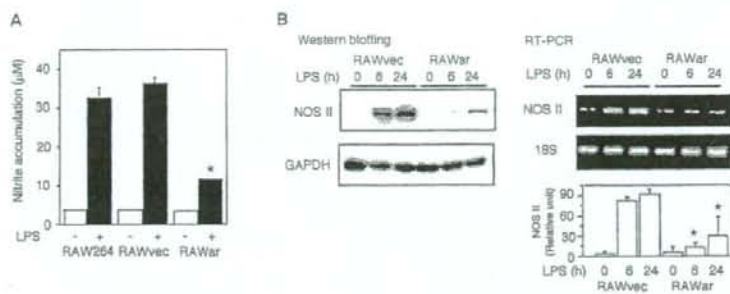 A
Nitrite accumulation (μM)
40
30
20
10
0
LPS - + - + - +
RAW264 RAWvec RAWar
*
B
Western blotting
RAWvec RAWar
LPS (h) 0 6 24 0 6 24
NOS II
GAPDH
RT-PCR
RAWvec RAWar
LPS (h) 0 6 24 0 6 24
NOS II
18S
NOS II
(Relative unit)
90
60
30
0
* *
LPS (h) 0 6 24 0 6 24
RAWvec RAWar